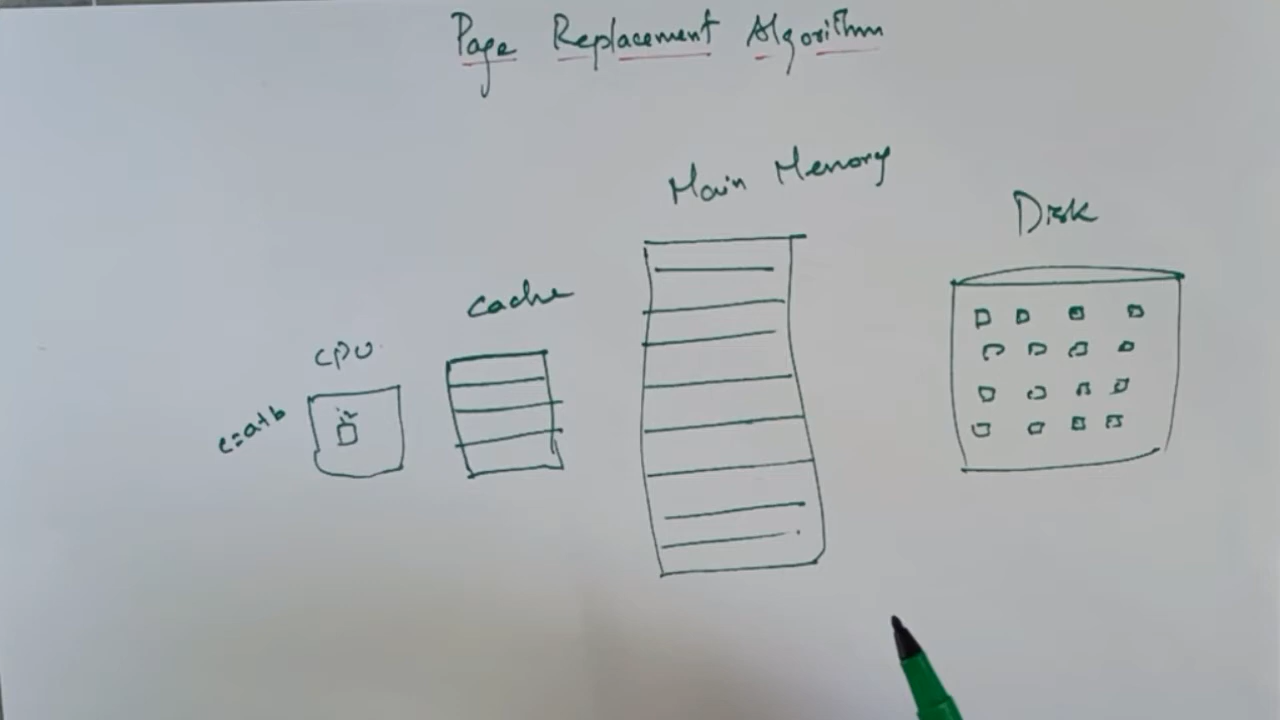 Page Replacement Algorithm
Main Memory
Disk
cache
CPU
c=a+b